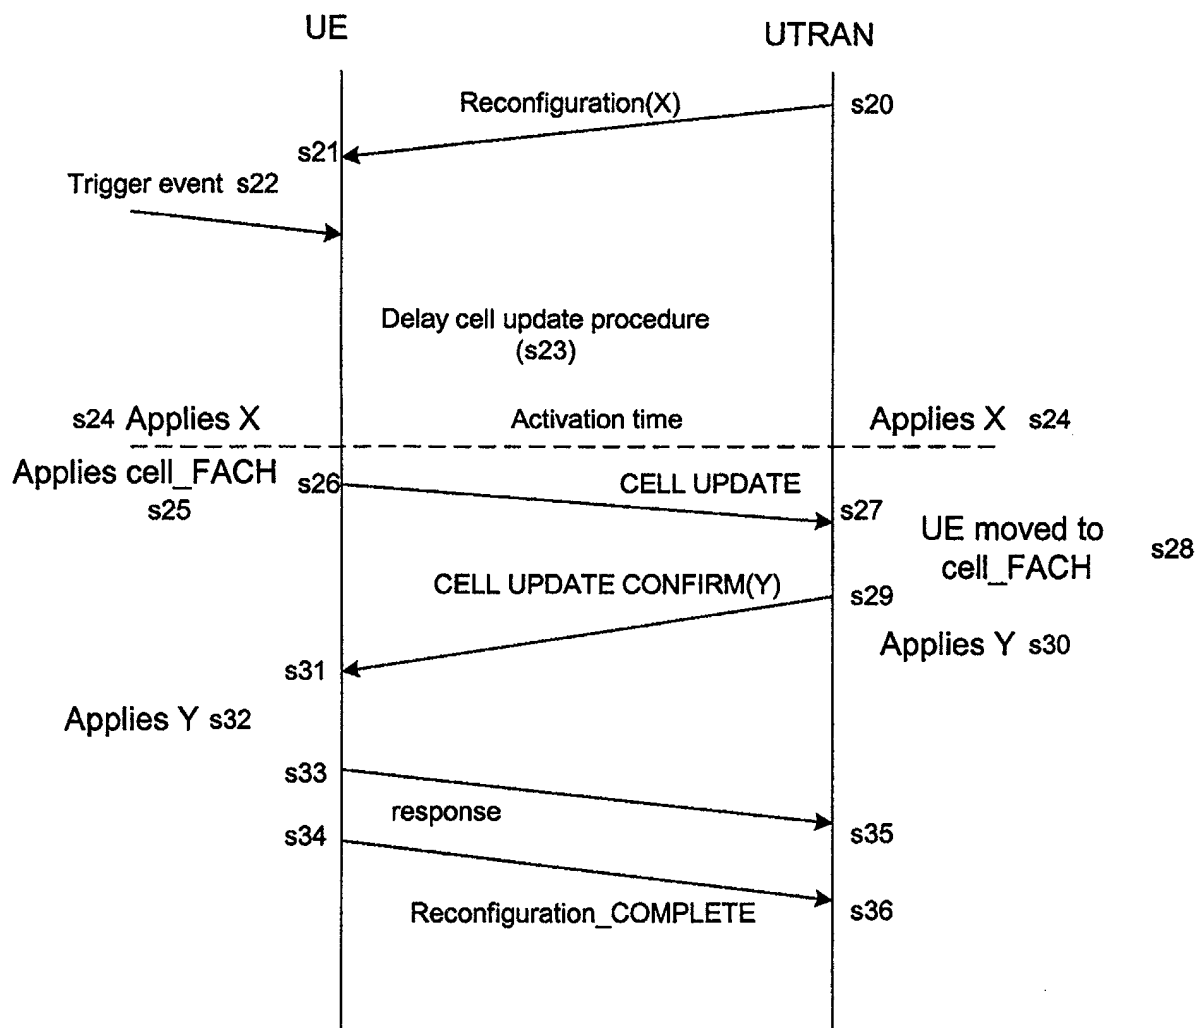 UE
UTRAN
Reconfiguration(X)
s20
s21
Trigger event s22
Delay cell update procedure
(s23)
s24 Applies X
Activation time
Applies X s24
Applies cell_FACH
s25
s26
CELL UPDATE
s27
UE moved to
cell_FACH
s28
CELL UPDATE CONFIRM(Y)
s29
Applies Y s30
s31
Applies Y s32
s33
response
s34
s35
Reconfiguration_COMPLETE
s36